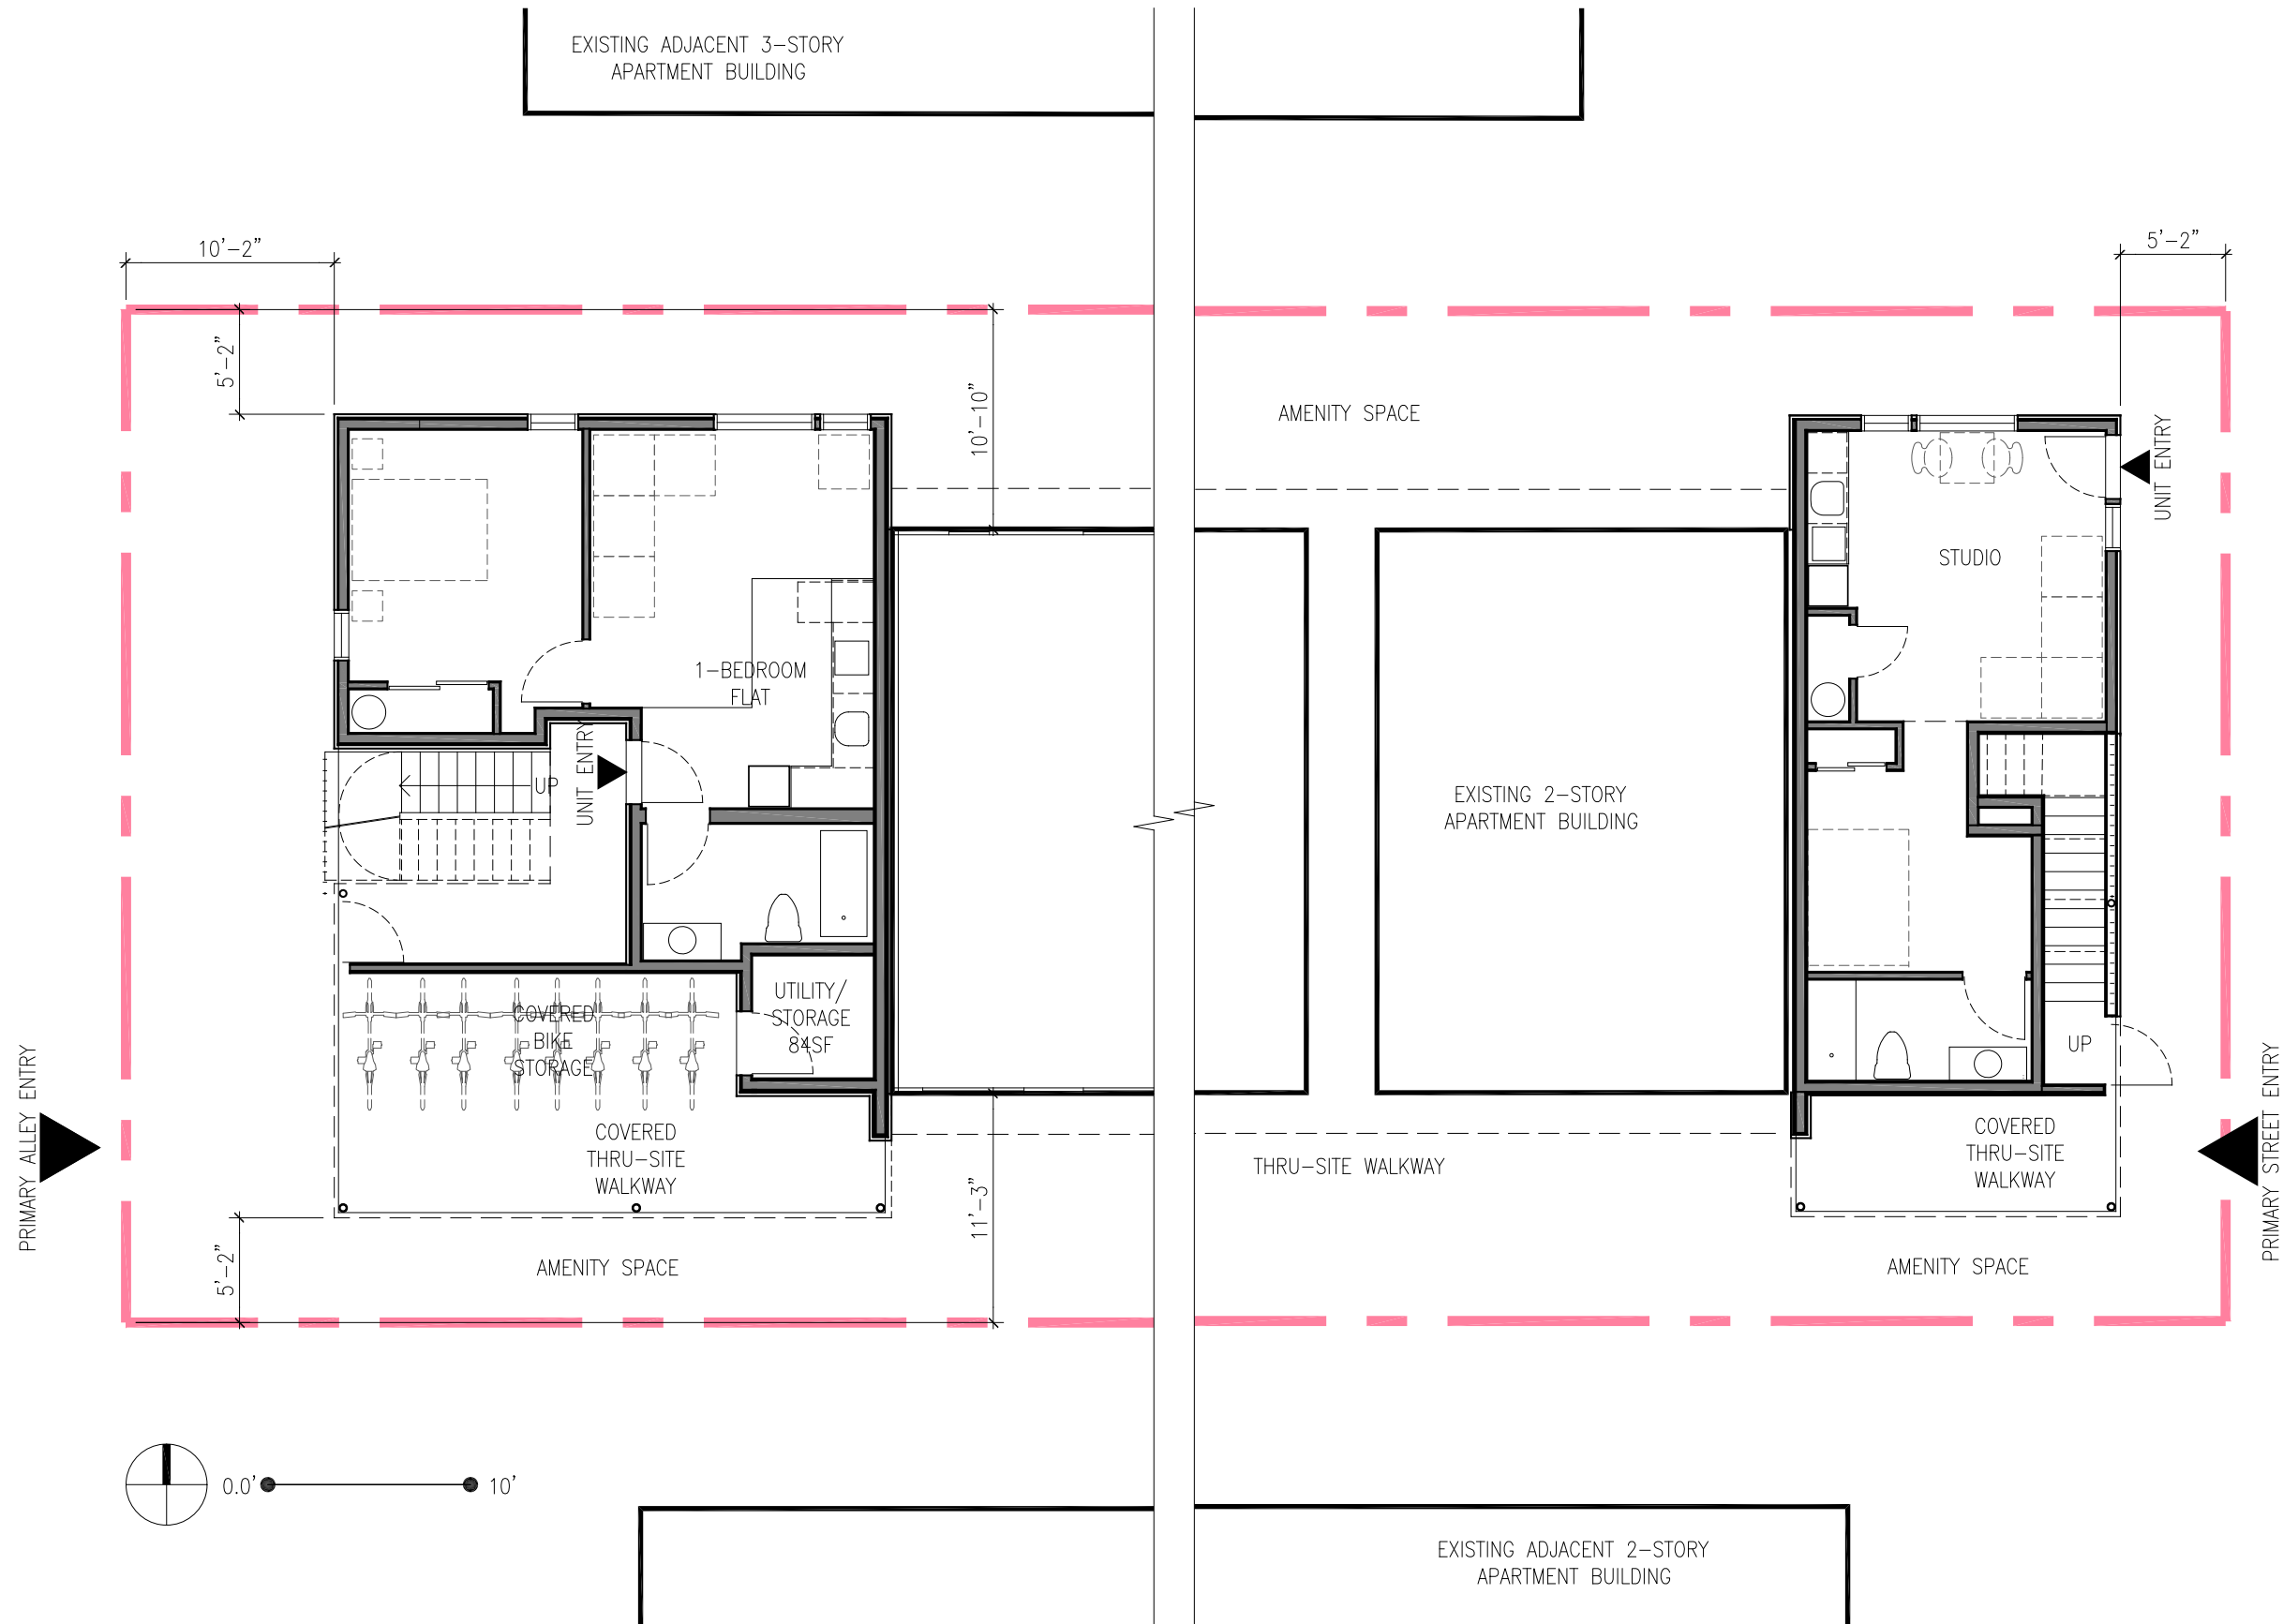 EXISTING ADJACENT 3-STORY
APARTMENT BUILDING
10'-2"
5'-2"
5'-2"
10'-10"
AMENITY SPACE
UNIT ENTRY
STUDIO
1-BEDROOM
FLAT
UNIT ENTRY
UP
EXISTING 2-STORY
APARTMENT BUILDING
UTILITY/
STORAGE
84SF
COVERED
BIKE
STORAGE
UP
PRIMARY ALLEY ENTRY
COVERED
THRU-SITE
WALKWAY
THRU-SITE WALKWAY
COVERED
THRU-SITE
WALKWAY
PRIMARY STREET ENTRY
11'-3"
5'-2"
AMENITY SPACE
AMENITY SPACE
0.0'
10'
EXISTING ADJACENT 2-STORY
APARTMENT BUILDING